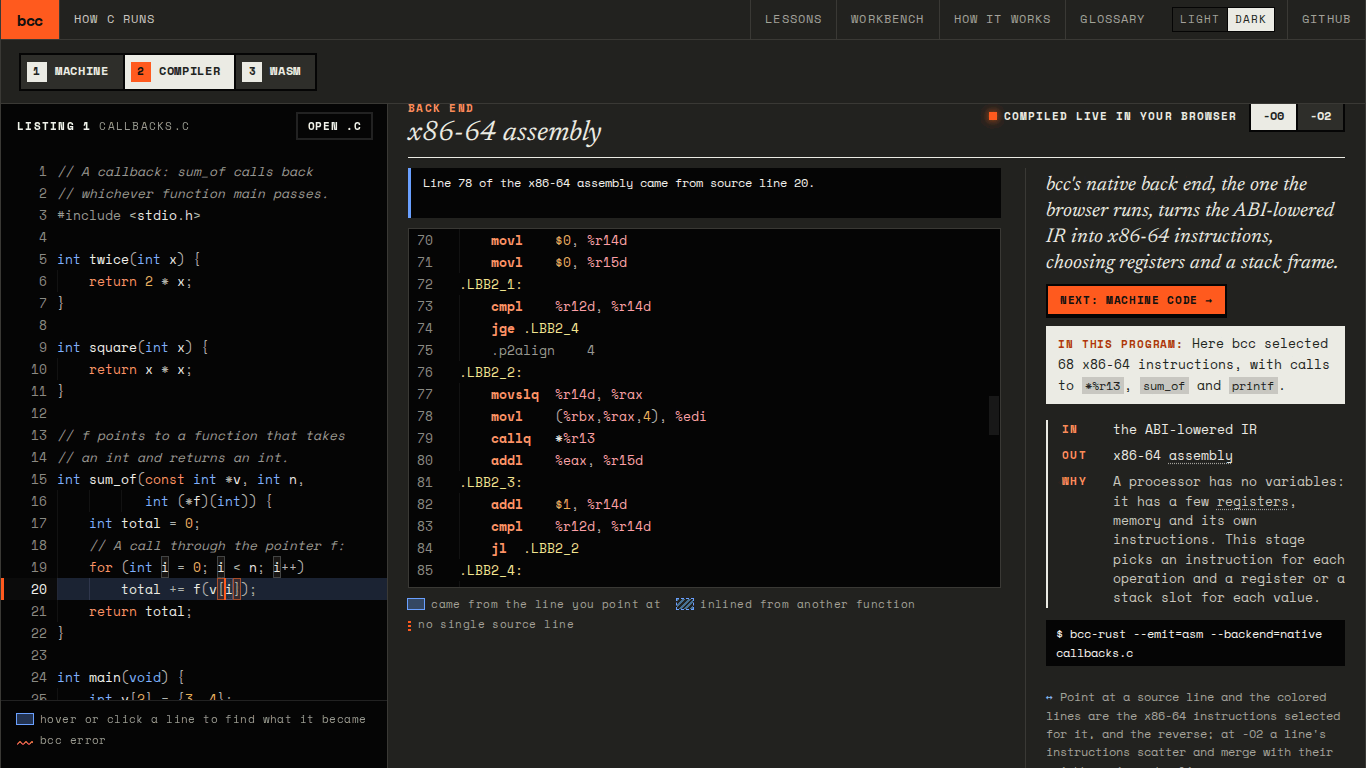 bcc HOW C RUNS LESSONS WORKBENCH HOW IT WORKS GLOSSARY LIGHT DARK GITHUB
1 MACHINE 2 COMPILER 3 WASM
LISTING 1 CALLBACKS.C OPEN .C
1 // A callback: sum_of calls back
2 // whichever function main passes.
3 #include <stdio.h>
4
5 int twice(int x) {
6 return 2 * x;
7 }
8
9 int square(int x) {
10 return x * x;
11 }
12
13 // f points to a function that takes
14 // an int and returns an int.
15 int sum_of(const int *v, int n,
16 int (*f)(int)) {
17 int total = 0;
18 // A call through the pointer f:
19 for (int i = 0; i < n; i++)
20 total += f(v[i]);
21 return total;
22 }
23
24 int main(void) {
25 int v[2] = {3, 4};
hover or click a line to find what it became
bcc error
BACK END
x86-64 assembly
COMPILED LIVE IN YOUR BROWSER -O0 -O2
Line 78 of the x86-64 assembly came from source line 20.
70 movl $0, %r14d
71 movl $0, %r15d
72 .LBB2_1:
73 cmpl %r12d, %r14d
74 jge .LBB2_4
75 .p2align 4
76 .LBB2_2:
77 movslq %r14d, %rax
78 movl (%rbx,%rax,4), %edi
79 callq *%r13
80 addl %eax, %r15d
81 .LBB2_3:
82 addl $1, %r14d
83 cmpl %r12d, %r14d
84 jl .LBB2_2
85 .LBB2_4:
came from the line you point at inlined from another function
no single source line
bcc's native back end, the one the
browser runs, turns the ABI-lowered
IR into x86-64 instructions,
choosing registers and a stack frame.
NEXT: MACHINE CODE →
IN THIS PROGRAM: Here bcc selected
68 x86-64 instructions, with calls
to *%r13, sum_of and printf.
IN the ABI-lowered IR
OUT x86-64 assembly
WHY A processor has no variables:
it has a few registers,
memory and its own
instructions. This stage
picks an instruction for each
operation and a register or a
stack slot for each value.
$ bcc-rust --emit=asm --backend=native
callbacks.c
↔ Point at a source line and the colored
lines are the x86-64 instructions selected
for it, and the reverse; at -O2 a line's
instructions scatter and merge with their